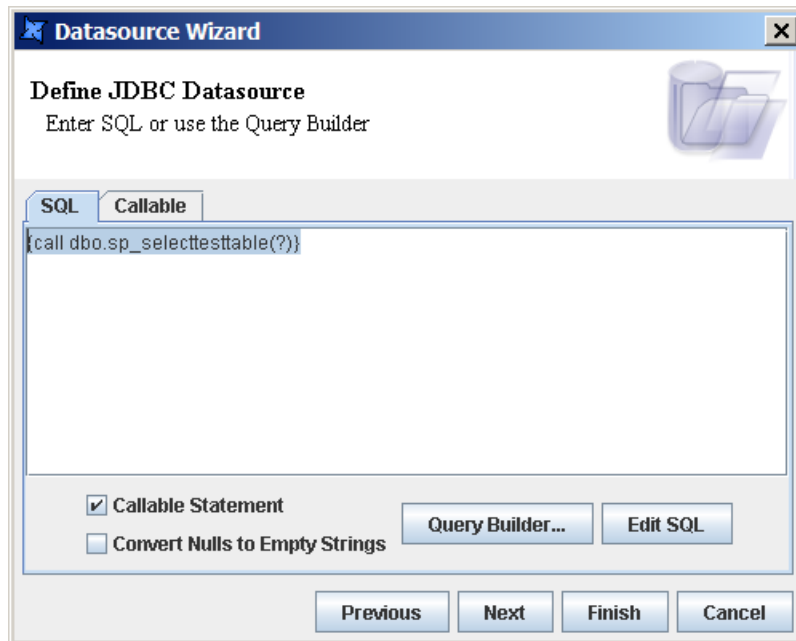 Datasource Wizard
Define JDBC Datasource
Enter SQL or use the Query Builder
SQL Callable
{call dbo.sp_selecttesttable(?)}
Callable Statement
Convert Nulls to Empty Strings
Query Builder... Edit SQL
Previous Next Finish Cancel